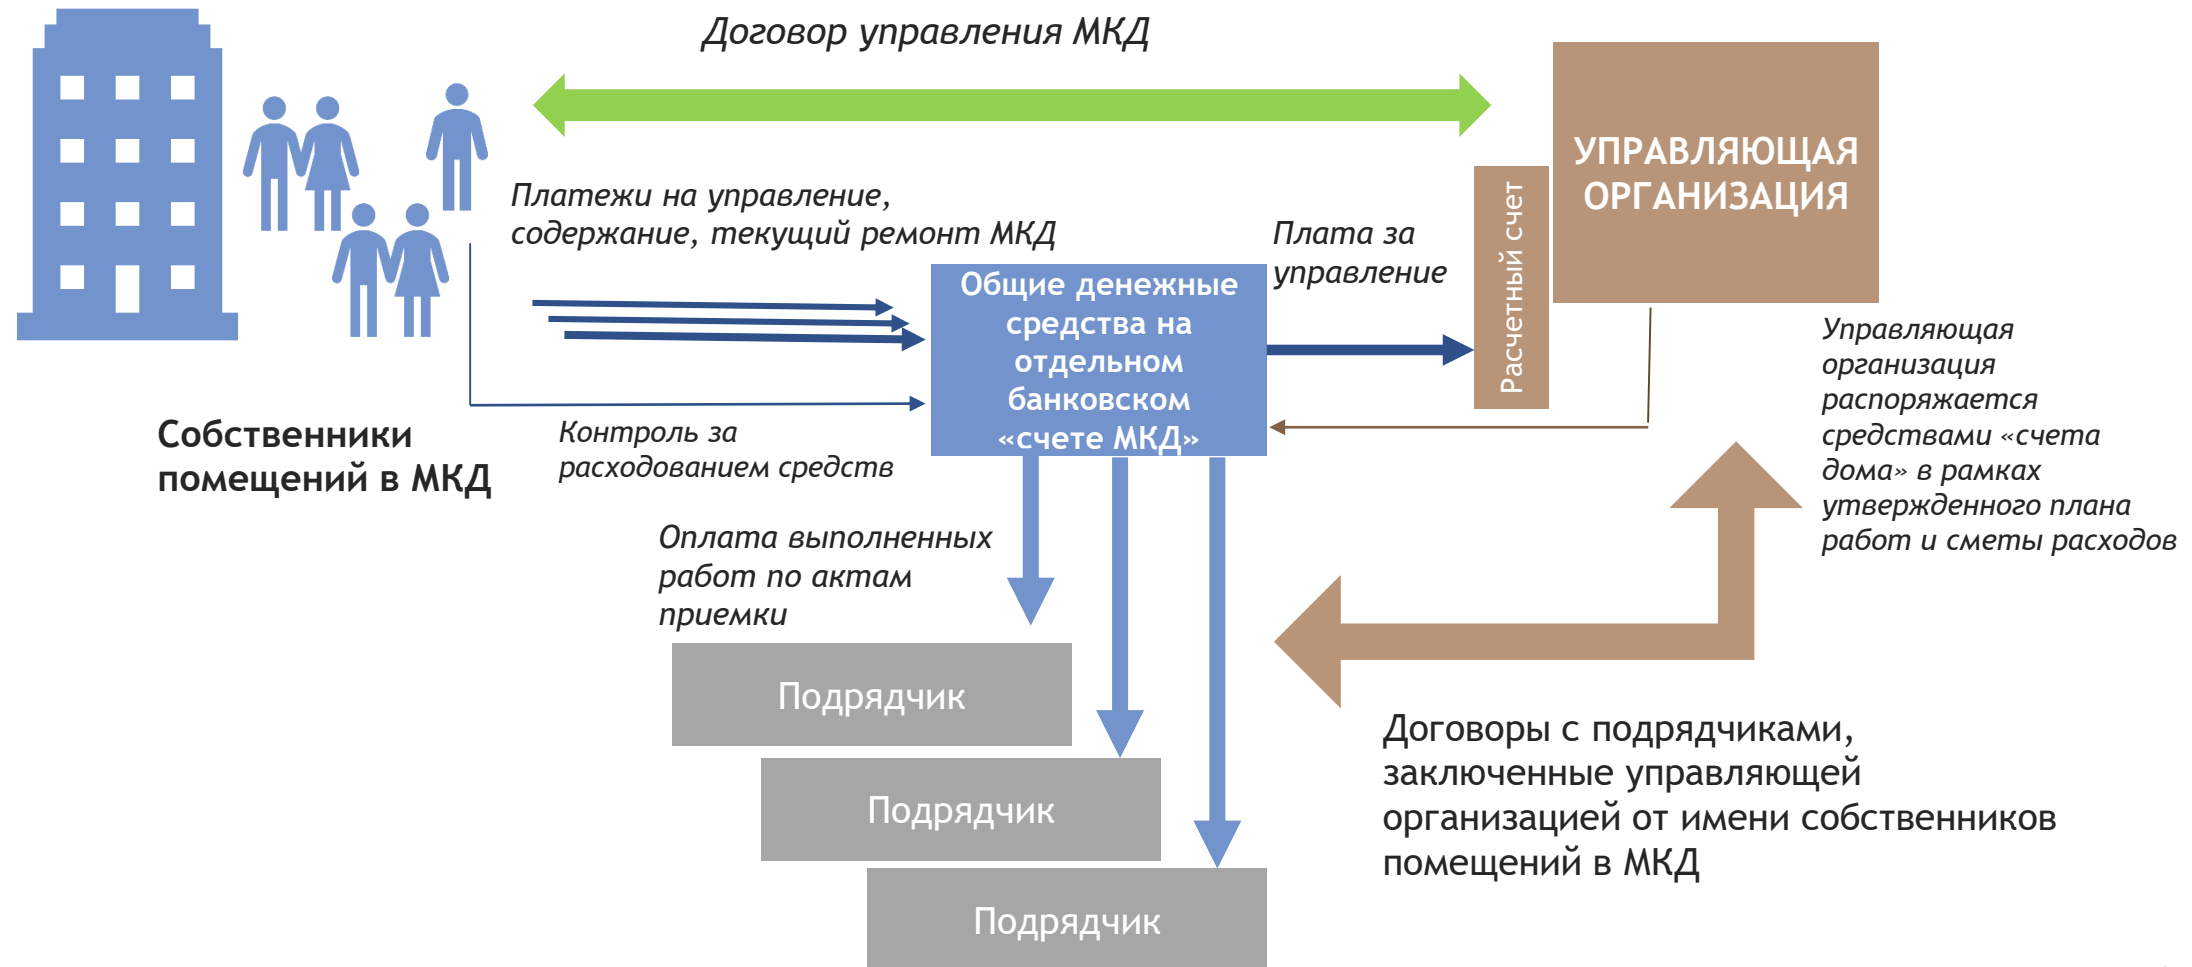 Договор управления МКД
УПРАВЛЯЮЩАЯ
ОРГАНИЗАЦИЯ
Расчетный счет
Платежи на управление,
содержание, текущий ремонт МКД
Плата за
управление
Общие денежные
средства на
отдельном
банковском
«счете МКД»
Управляющая
организация
распоряжается
средствами «счета
дома» в рамках
утвержденного плана
работ и сметы расходов
Собственники
помещений в МКД
Контроль за
расходованием средств
Оплата выполненных
работ по актам
приемки
Подрядчик
Подрядчик
Подрядчик
Договоры с подрядчиками,
заключенные управляющей
организацией от имени собственников
помещений в МКД